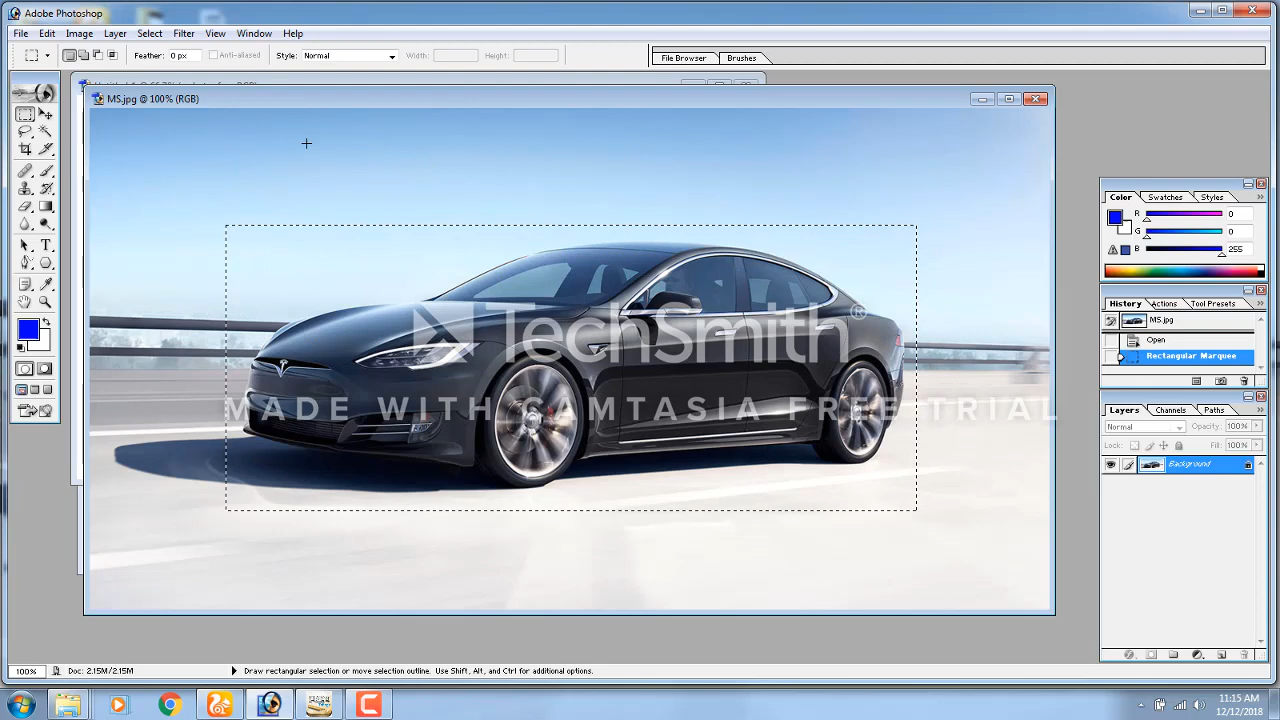 Adobe Photoshop
File Edit Image Layer Select Filter View Window Help
Feather: 0 px Anti-aliased Style: Normal Width: Height: File Browser Brushes
MS.jpg @ 100% (RGB)
Color Swatches Styles
R 0
G 0
B 255
History Actions Tool Presets
MS.jpg
Open
Rectangular Marquee
TechSmith®
MADE WITH CAMTASIA FREE TRIAL
Layers Channels Paths
Normal Opacity: 100%
Lock: Fill: 100%
Background
100% Doc: 2.15M/2.15M Draw rectangular selection or move selection outline. Use Shift, Alt, and Ctrl for additional options.
11:15 AM
12/12/2018